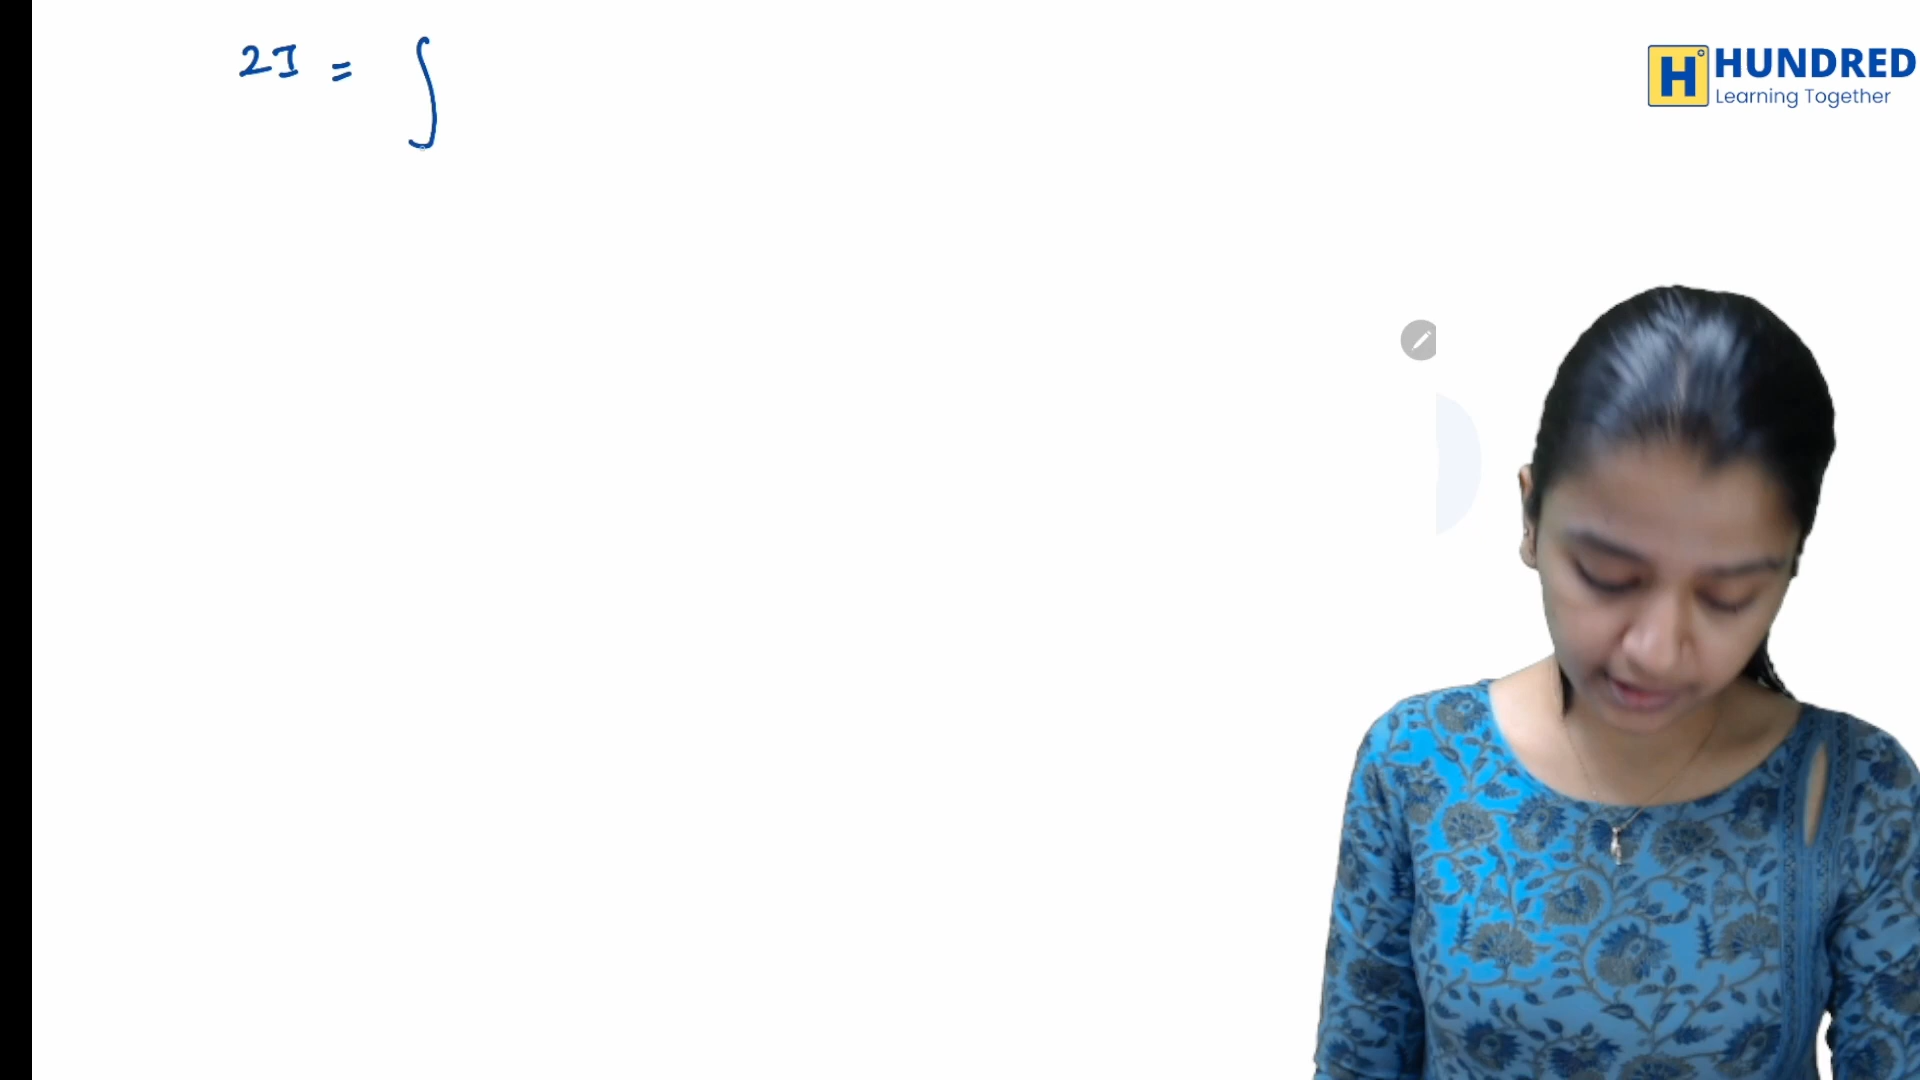 2I = ∫
H HUNDRED
Learning Together